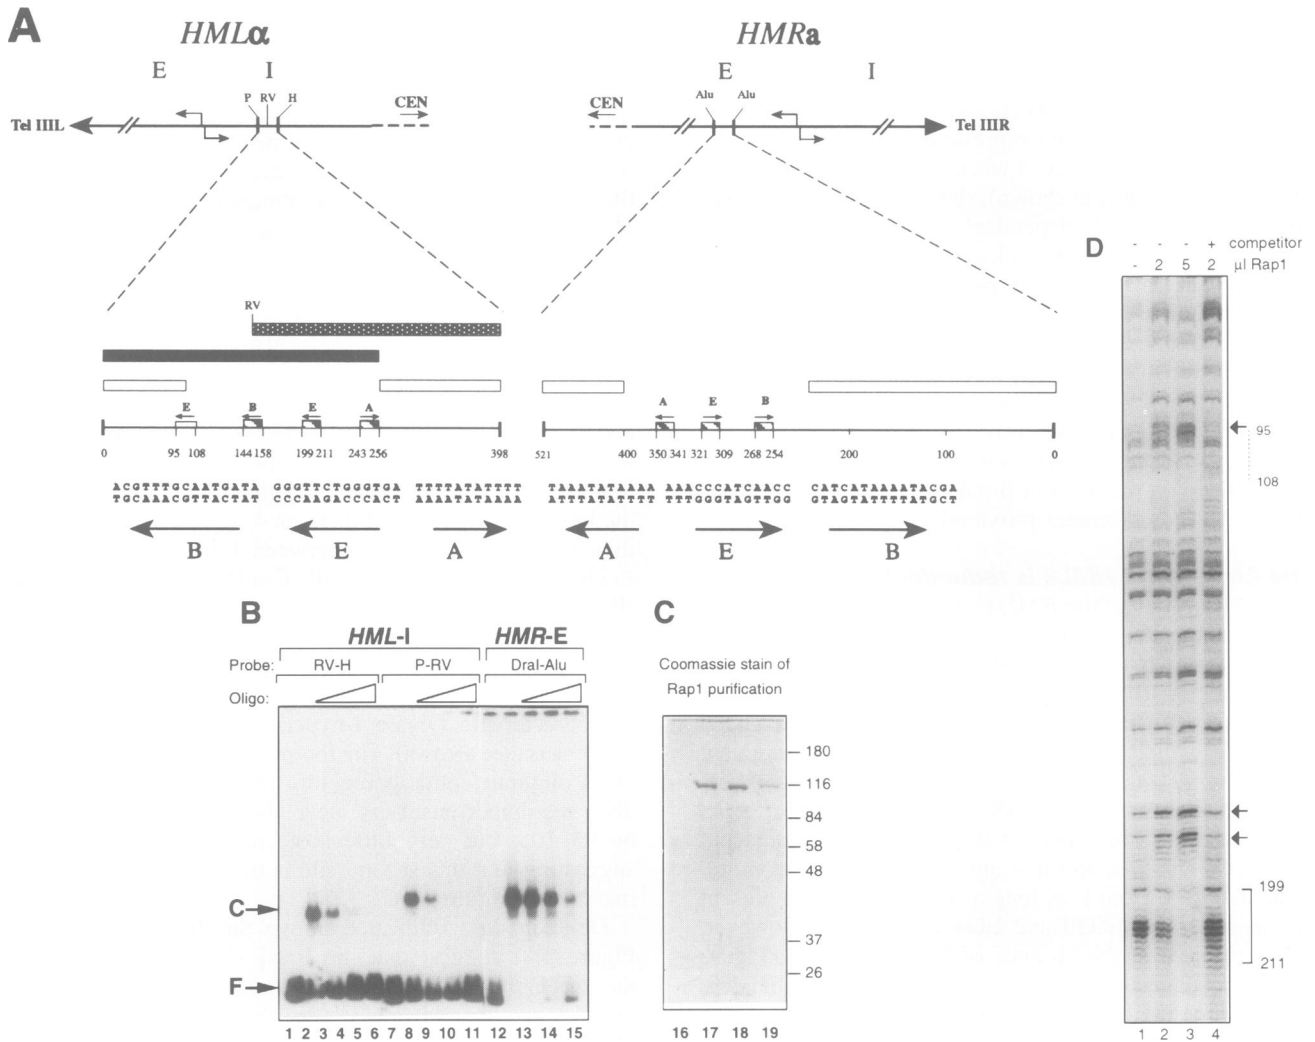 A
HMLα
HMRa
E I
E I
P RV H
Alu Alu
CEN
CEN
Tel IIIL
Tel IIIR
RV
E B E A
A E B
0 95 108 144 158 199 211 243 256 398
521 400 350 341 321 309 268 254 200 100 0
ACGTTTGCAATGATA GGGTTCTGGGTGA TTTTATATTTT
TGCAAACGTTACTAT CCCAAGACCCACT AAAATATAAAA
TAAATATAAAA AAACCCATCAACC CATCATAAAATACGA
ATTTATATTTT TTTGGGTAGTTGG GTAGTATTTTATGCT
B E A
A E B
B
HML-I HMR-E
Probe: RV-H P-RV DraI-Alu
Oligo:
C
F
1 2 3 4 5 6 7 8 9 10 11 12 13 14 15
C
Coomassie stain of
Rap1 purification
180
116
84
58
48
37
26
16 17 18 19
D
- - - + competitor
- 2 5 2 µl Rap1
95
108
199
211
1 2 3 4